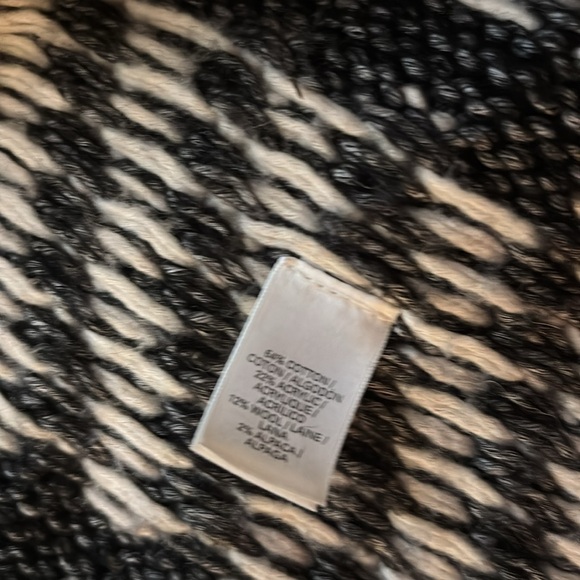 64% COTTON /
COTON / ALGODON
22% ACRYLIC /
ACRYLIQUE /
ACRILICO
12% WOOL / LAINE /
LANA
2% ALPACA /
ALPAGA